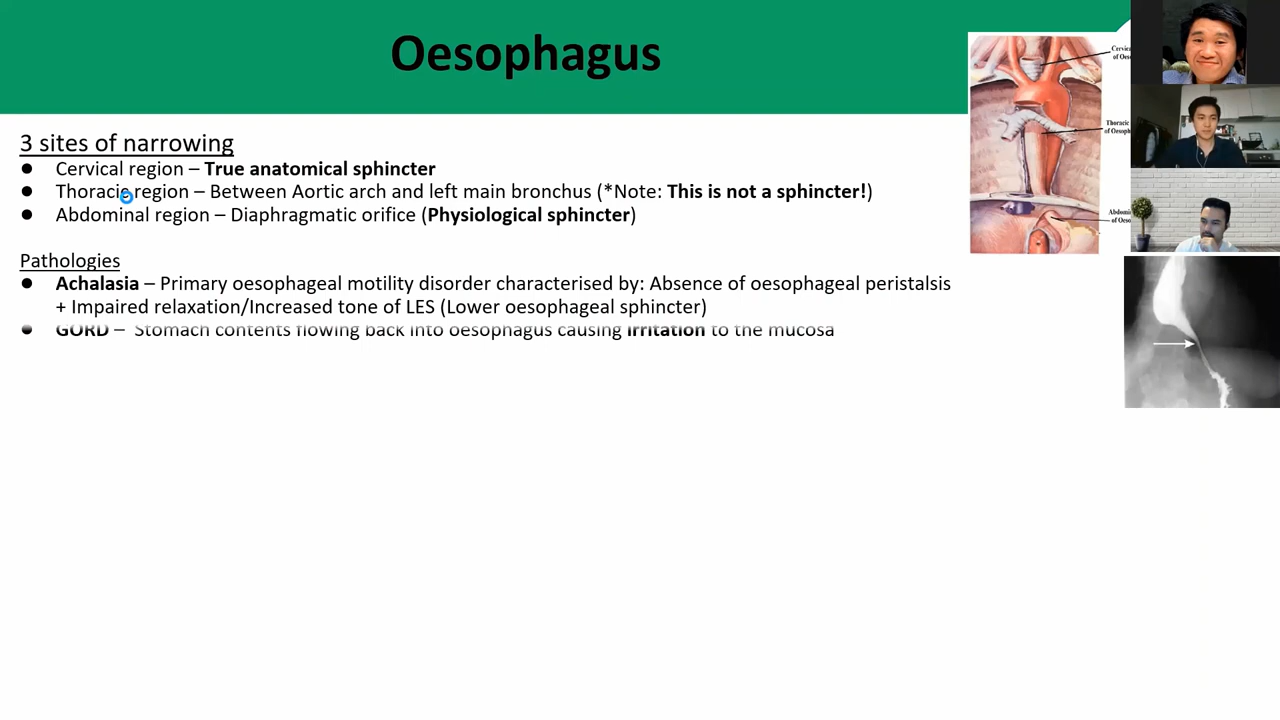 Oesophagus
3 sites of narrowing
● Cervical region – True anatomical sphincter
● Thoracic region – Between Aortic arch and left main bronchus (*Note: This is not a sphincter!)
● Abdominal region – Diaphragmatic orifice (Physiological sphincter)
Pathologies
● Achalasia – Primary oesophageal motility disorder characterised by: Absence of oesophageal peristalsis
+ Impaired relaxation/Increased tone of LES (Lower oesophageal sphincter)
● GORD – Stomach contents flowing back into oesophagus causing irritation to the mucosa
Thoracic